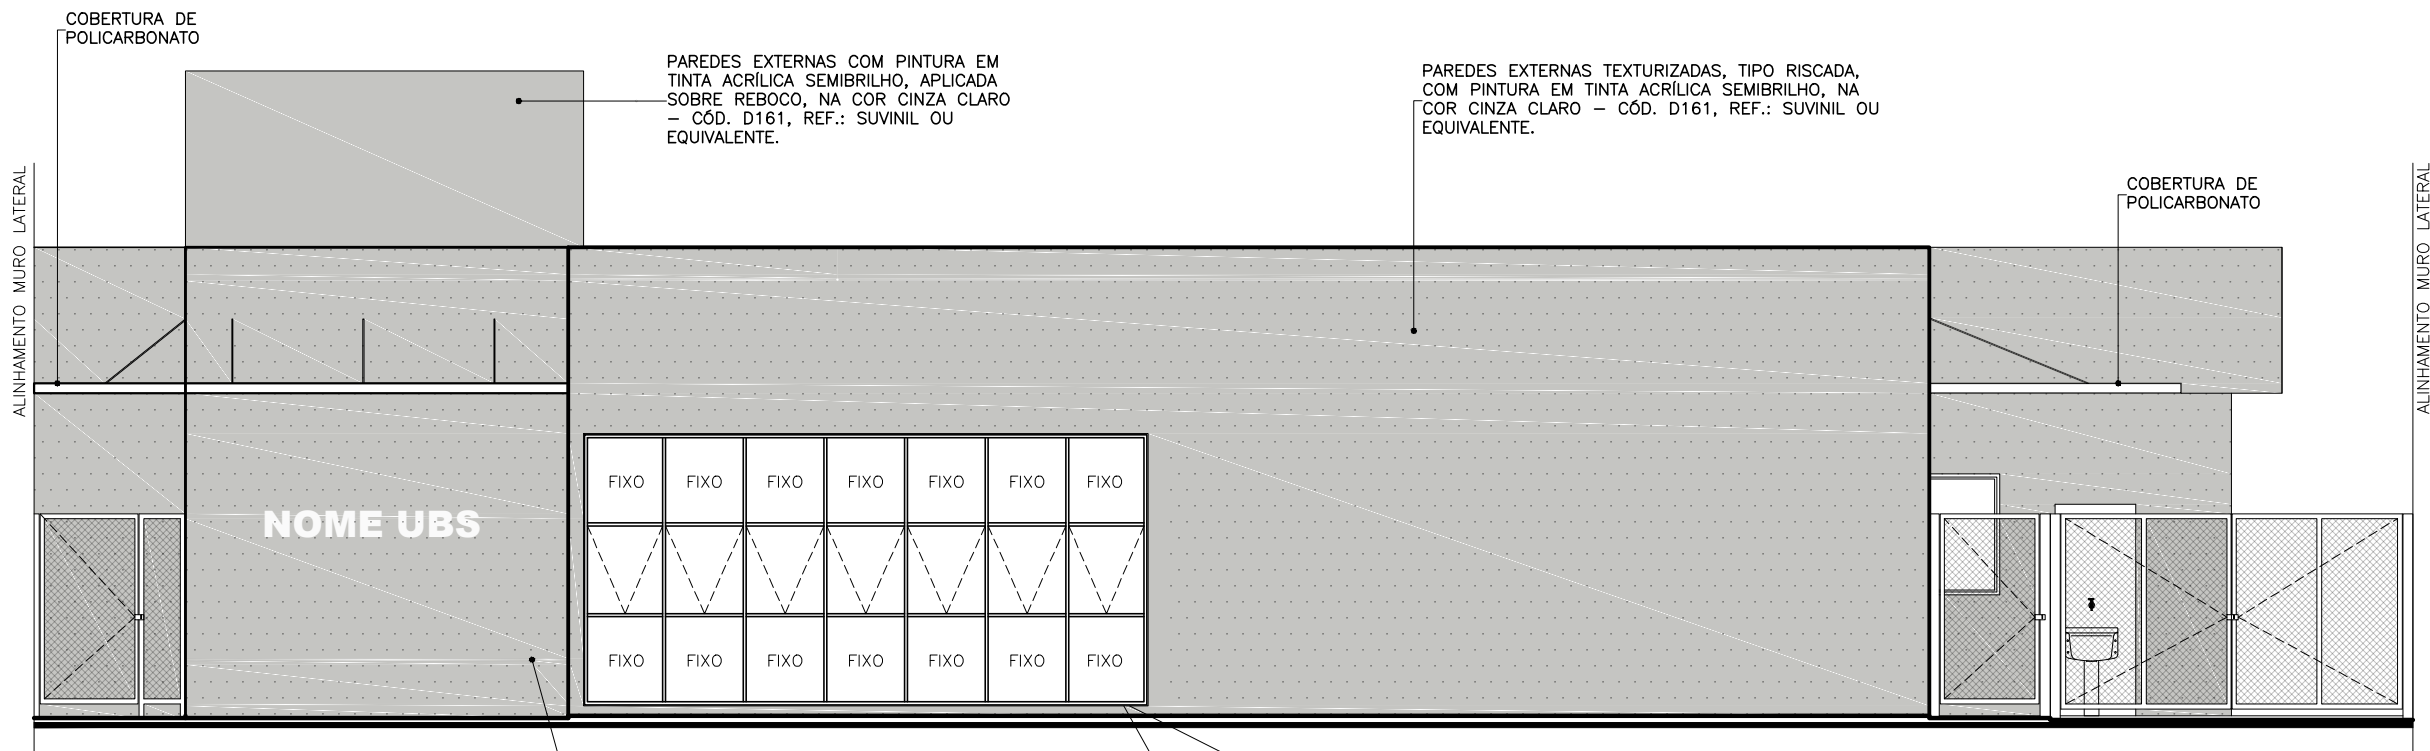 COBERTURA DE
POLICARBONATO
PAREDES EXTERNAS COM PINTURA EM
TINTA ACRÍLICA SEMIBRILHO, APLICADA
SOBRE REBOCO, NA COR CINZA CLARO
– CÓD. D161, REF.: SUVINIL OU
EQUIVALENTE.
PAREDES EXTERNAS TEXTURIZADAS, TIPO RISCADA,
COM PINTURA EM TINTA ACRÍLICA SEMIBRILHO, NA
COR CINZA CLARO – CÓD. D161, REF.: SUVINIL OU
EQUIVALENTE.
COBERTURA DE
POLICARBONATO
ALINHAMENTO MURO LATERAL
ALINHAMENTO MURO LATERAL
NOME UBS
FIXO FIXO FIXO FIXO FIXO FIXO FIXO
FIXO FIXO FIXO FIXO FIXO FIXO FIXO